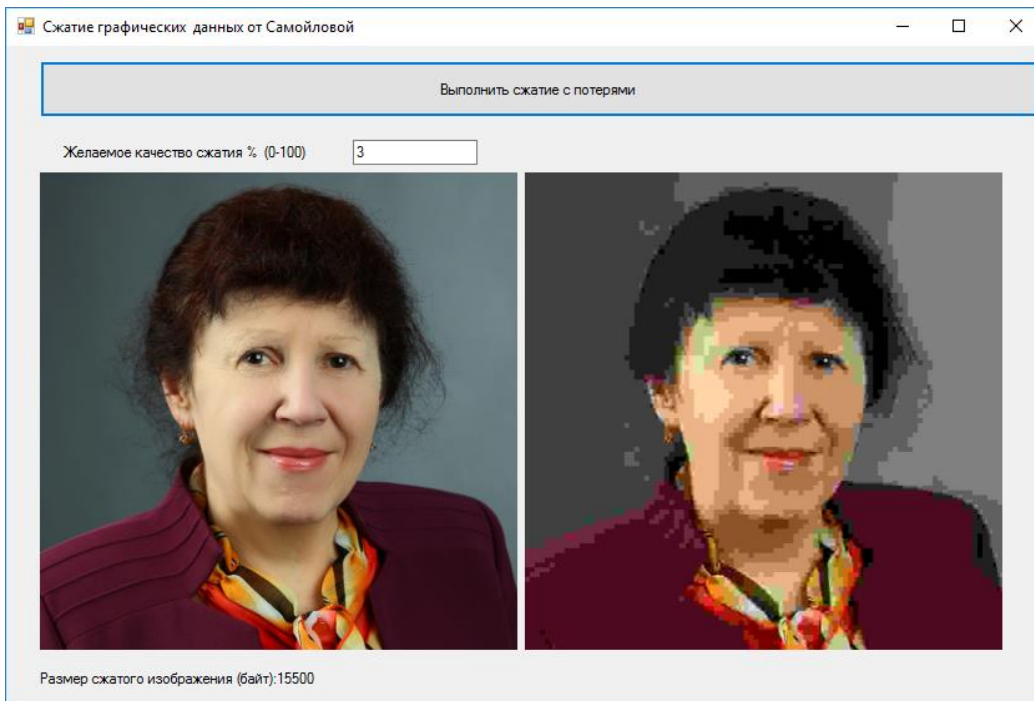 Сжатие графических данных от Самойловой
Выполнить сжатие с потерями
Желаемое качество сжатия % (0-100) 3
Размер сжатого изображения (байт):15500